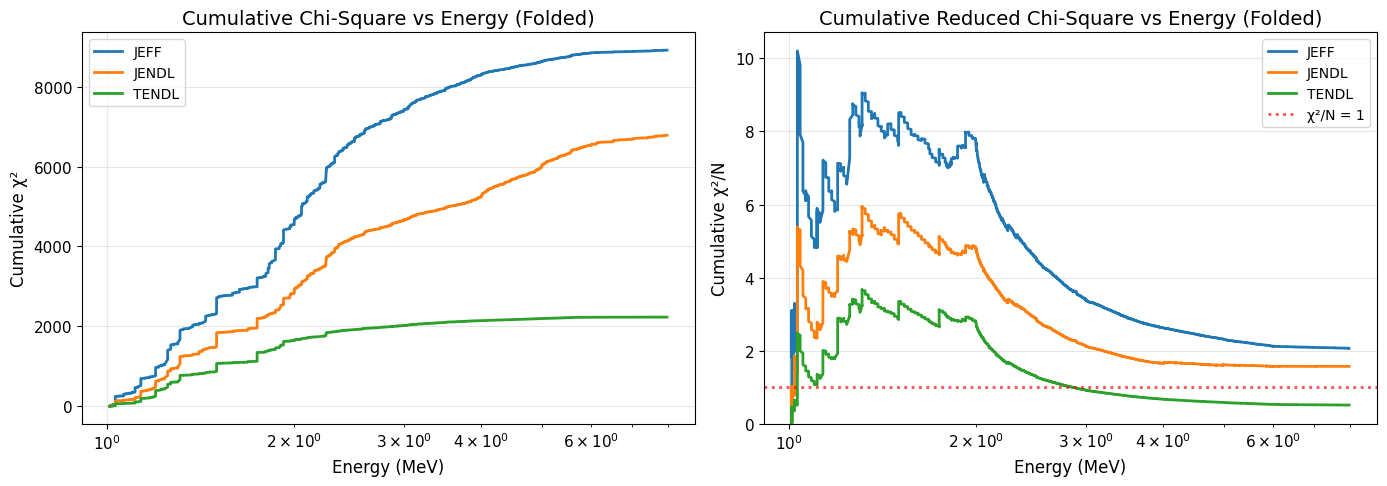 Cumulative Chi-Square vs Energy (Folded)
JEFF
JENDL
TENDL
8000
6000
4000
2000
0
Cumulative χ²
10⁰
2 × 10⁰
3 × 10⁰
4 × 10⁰
6 × 10⁰
Energy (MeV)
Cumulative Reduced Chi-Square vs Energy (Folded)
JEFF
JENDL
TENDL
χ²/N = 1
10
8
6
4
2
0
Cumulative χ²/N
10⁰
2 × 10⁰
3 × 10⁰
4 × 10⁰
6 × 10⁰
Energy (MeV)